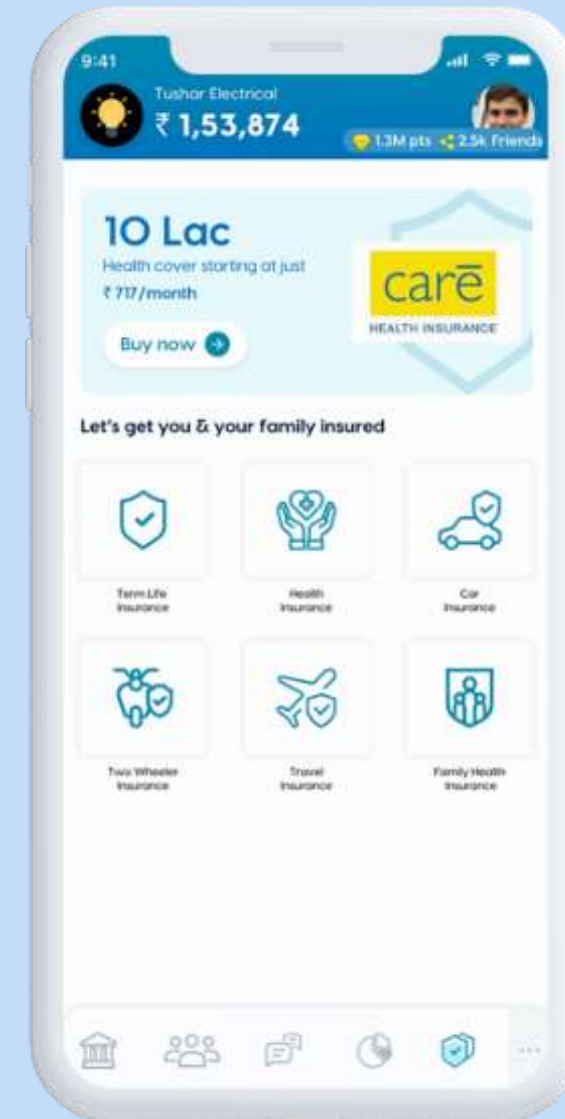 9:41
Tushar Electrical
₹ 1,53,874
1.3M pts 2.5k Friends
10 Lac
Health cover starting at just
₹ 717/month
Buy now
care
HEALTH INSURANCE
Let's get you & your family insured
Term Life
Insurance
Health
Insurance
Car
Insurance
Two Wheeler
Insurance
Travel
Insurance
Family Health
Insurance